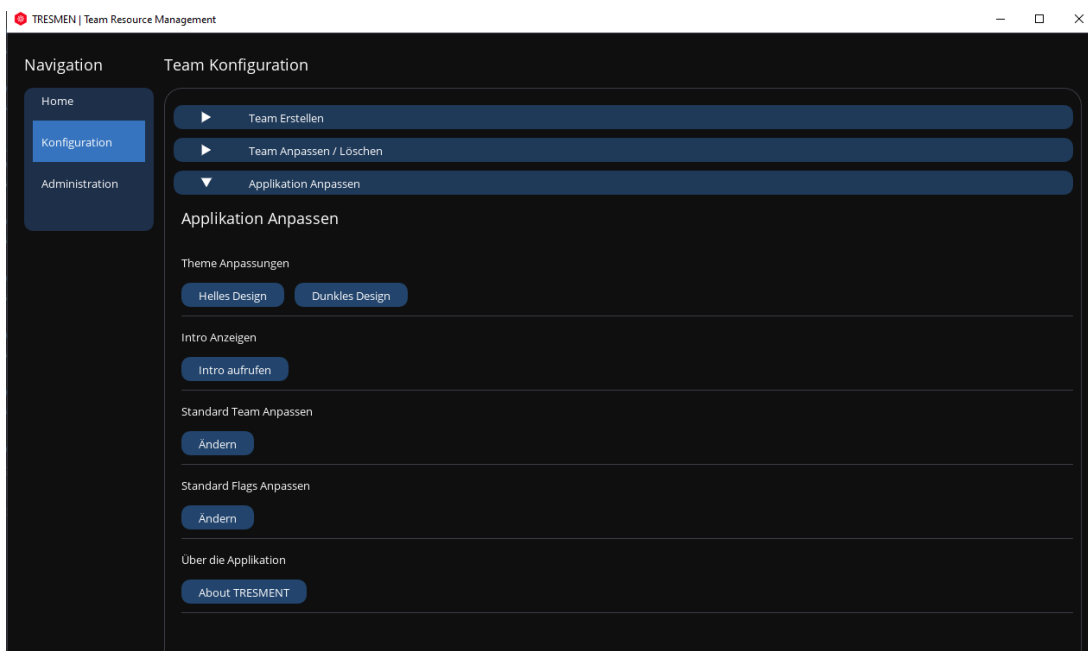 TRESMEN | Team Resource Management
Navigation
Home
Konfiguration
Administration
Team Konfiguration
Team Erstellen
Team Anpassen / Löschen
Applikation Anpassen
Applikation Anpassen
Theme Anpassungen
Helles Design
Dunkles Design
Intro Anzeigen
Intro aufrufen
Standard Team Anpassen
Ändern
Standard Flags Anpassen
Ändern
Über die Applikation
About TRESMENT